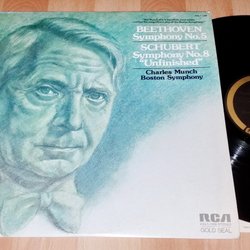 BEETHOVEN
Symphony No.5
SCHUBERT
Symphony No.8
"Unfinished"
Charles Munch
Boston Symphony
RCA
GOLD SEAL